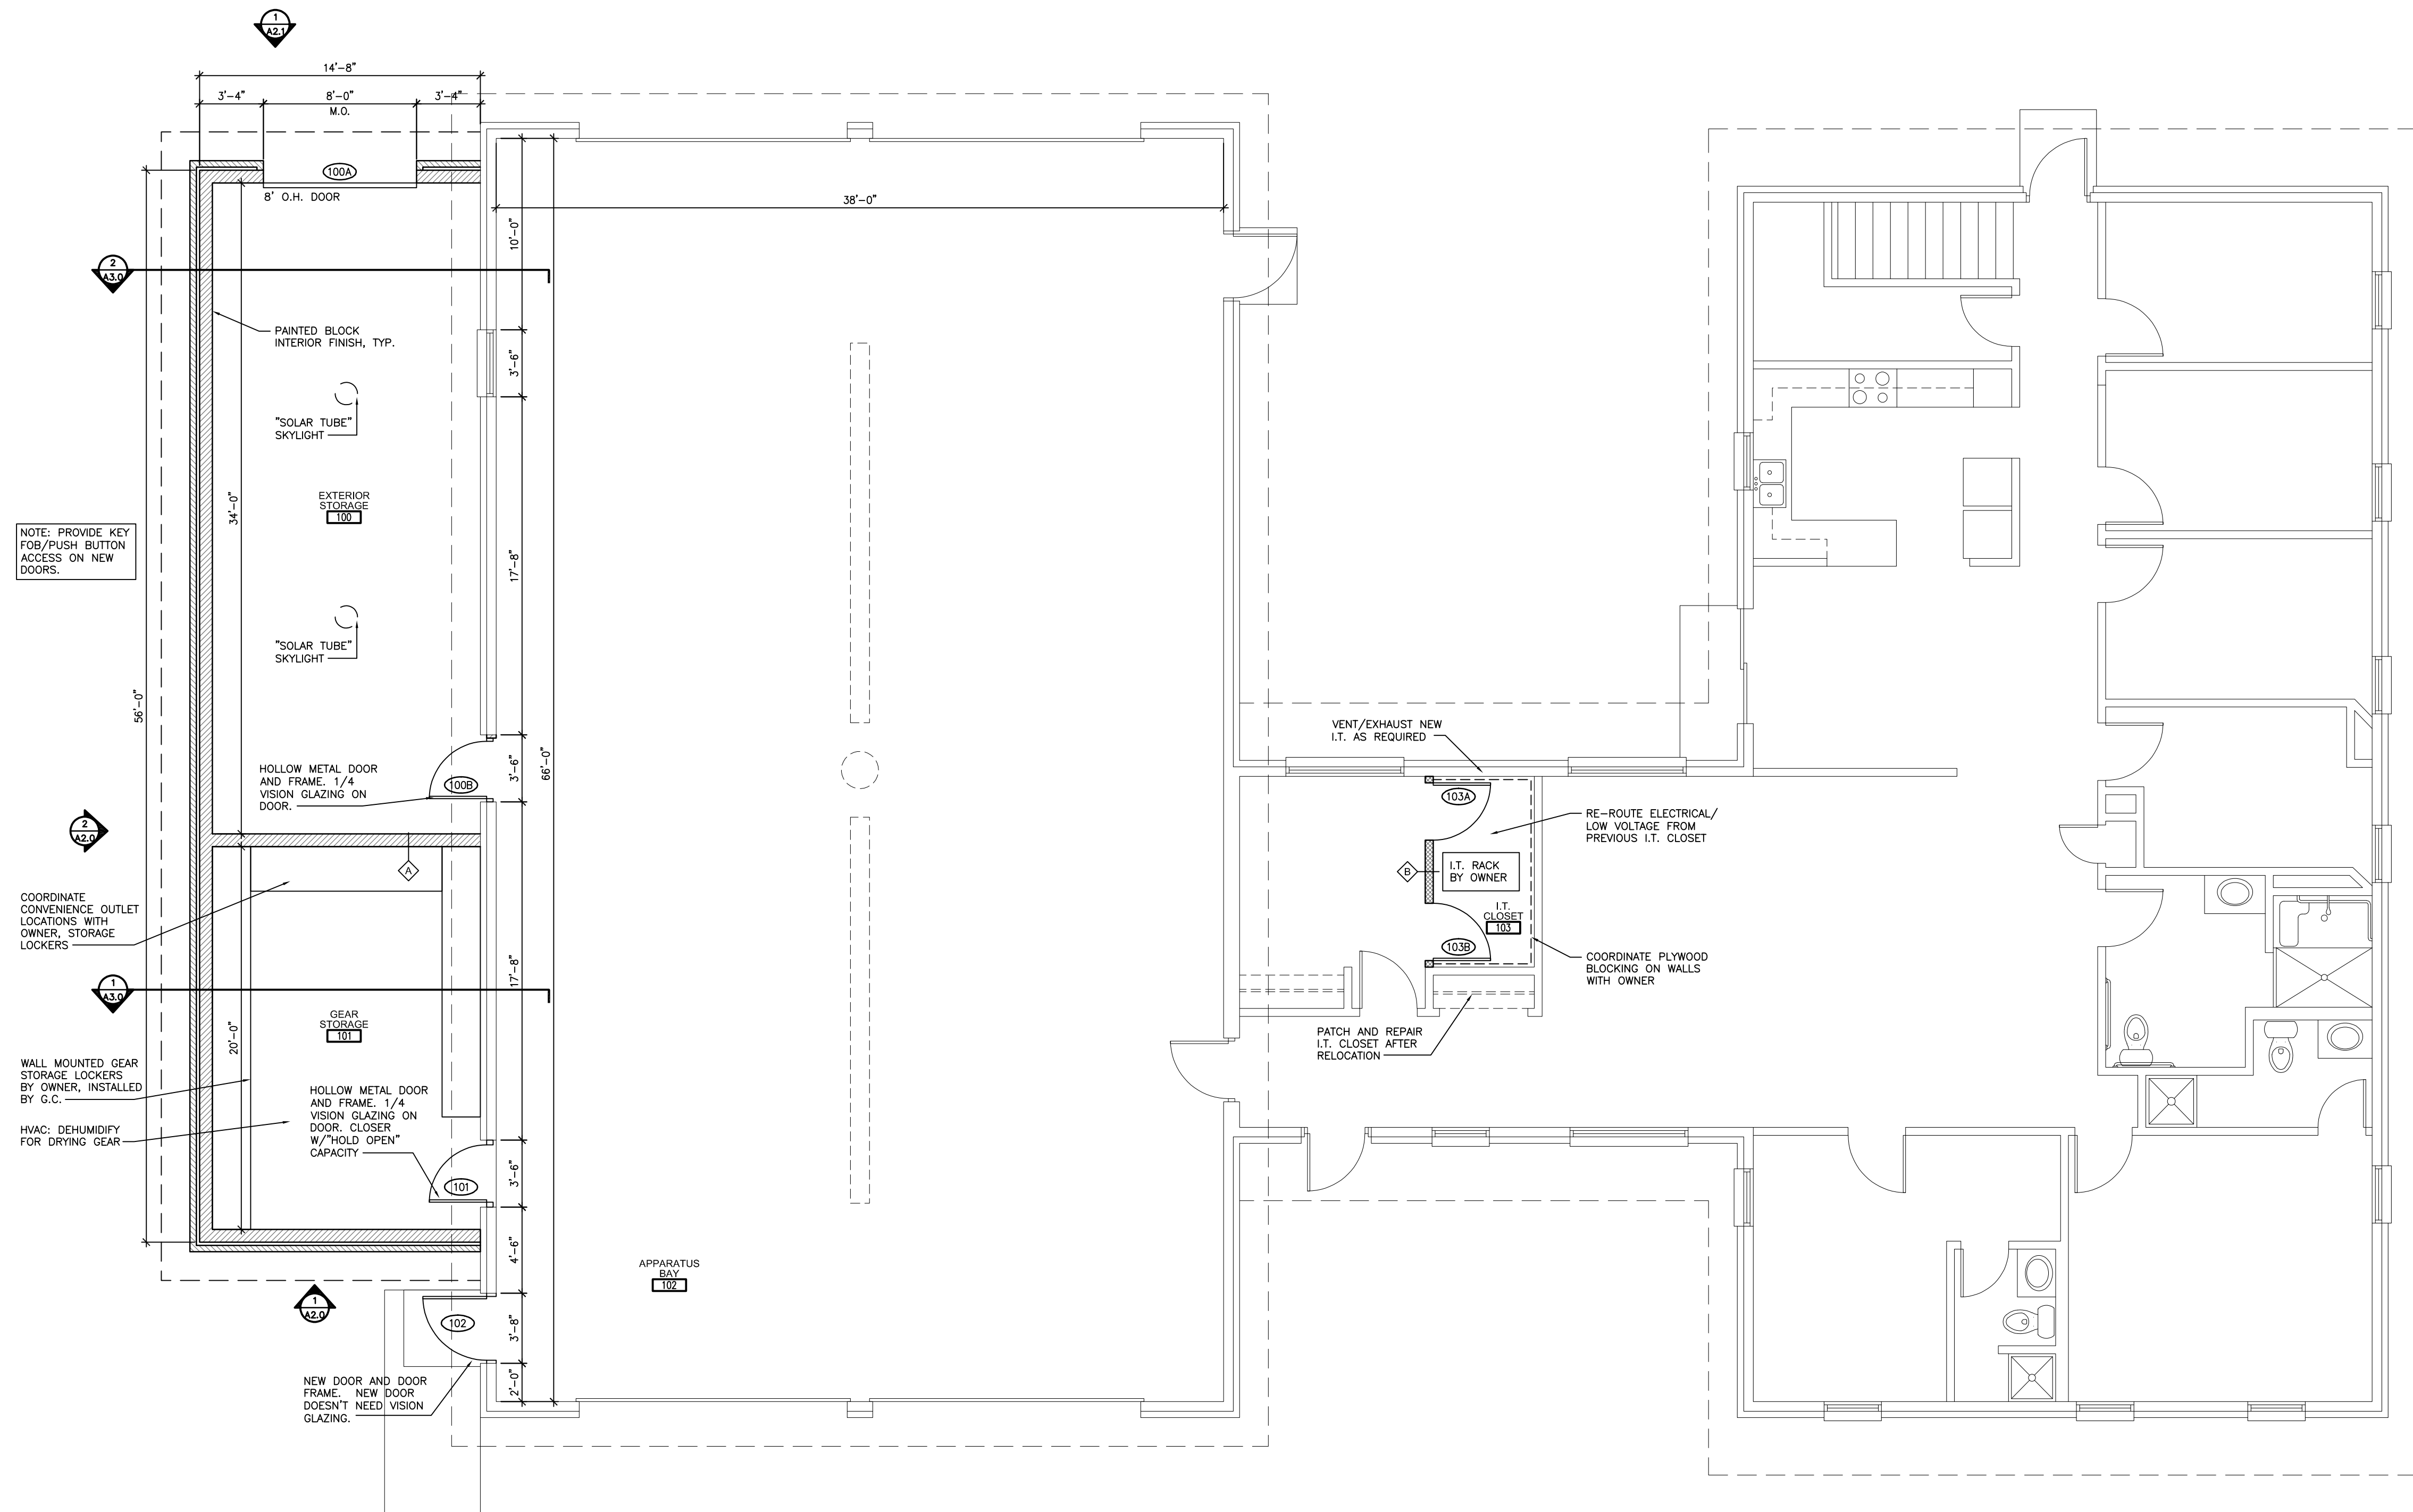 1
A2.1
14'-8"
3'-4"
8'-0"
3'-4"
M.O.
100A
8' O.H. DOOR
38'-0"
10'-0"
2
A3.0
PAINTED BLOCK
INTERIOR FINISH, TYP.
3'-6"
"SOLAR TUBE"
SKYLIGHT
EXTERIOR
STORAGE
100
34'-0"
NOTE: PROVIDE KEY
FOB/PUSH BUTTON
ACCESS ON NEW
DOORS.
17'-8"
"SOLAR TUBE"
SKYLIGHT
56'-0"
66'-0"
3'-6"
HOLLOW METAL DOOR
AND FRAME. 1/4
VISION GLAZING ON
DOOR.
100B
2
A2.0
A
COORDINATE
CONVENIENCE OUTLET
LOCATIONS WITH
OWNER, STORAGE
LOCKERS
17'-8"
1
A3.0
GEAR
STORAGE
101
20'-0"
WALL MOUNTED GEAR
STORAGE LOCKERS
BY OWNER, INSTALLED
BY G.C.
HVAC: DEHUMIDIFY
FOR DRYING GEAR
HOLLOW METAL DOOR
AND FRAME. 1/4
VISION GLAZING ON
DOOR. CLOSER
W/"HOLD OPEN"
CAPACITY
101
3'-6"
4'-6"
APPARATUS
BAY
102
1
A2.0
102
3'-8"
2'-0"
NEW DOOR AND DOOR
FRAME. NEW DOOR
DOESN'T NEED VISION
GLAZING.
VENT/EXHAUST NEW
I.T. AS REQUIRED
103A
RE-ROUTE ELECTRICAL/
LOW VOLTAGE FROM
PREVIOUS I.T. CLOSET
B
I.T. RACK
BY OWNER
I.T.
CLOSET
103
103B
COORDINATE PLYWOOD
BLOCKING ON WALLS
WITH OWNER
PATCH AND REPAIR
I.T. CLOSET AFTER
RELOCATION